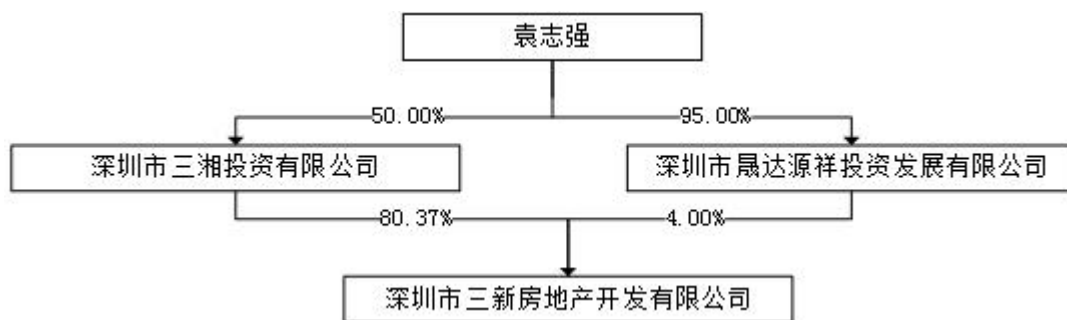 袁志强
50.00%
95.00%
深圳市三湘投资有限公司
深圳市晟达源祥投资发展有限公司
80.37%
4.00%
深圳市三新房地产开发有限公司